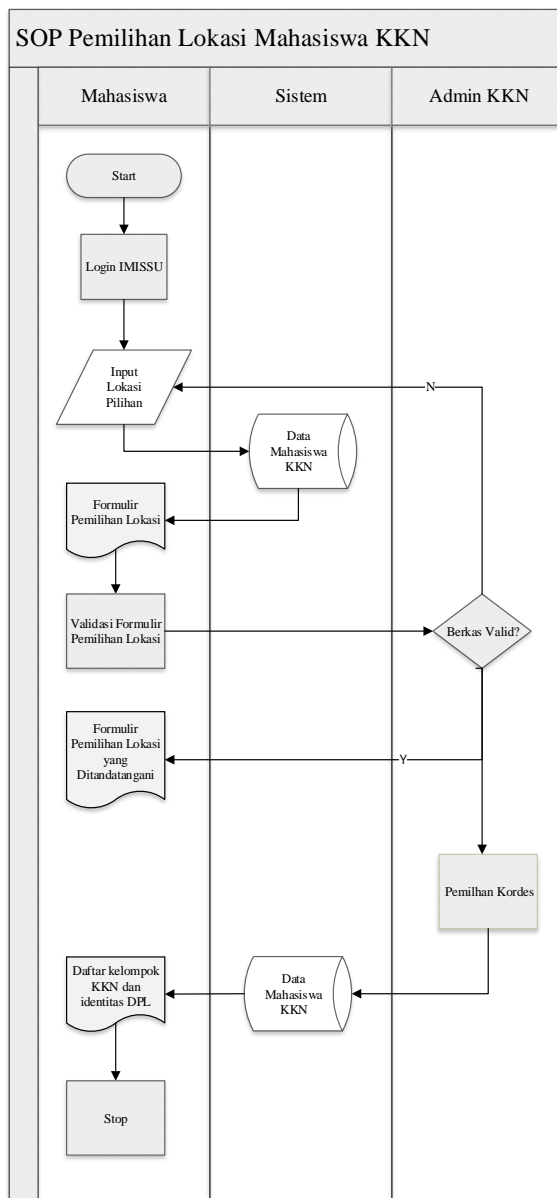 SOP Pemilihan Lokasi Mahasiswa KKN
Mahasiswa
Sistem
Admin KKN
Start
Login IMISSU
Input
Lokasi
Pilihan
N
Data
Mahasiswa
KKN
Formulir
Pemilihan Lokasi
Validasi Formulir
Pemilihan Lokasi
Berkas Valid?
Formulir
Pemilihan Lokasi
yang
Ditandatangani
Y
Pemilhan Kordes
Daftar kelompok
KKN dan
identitas DPL
Data
Mahasiswa
KKN
Stop